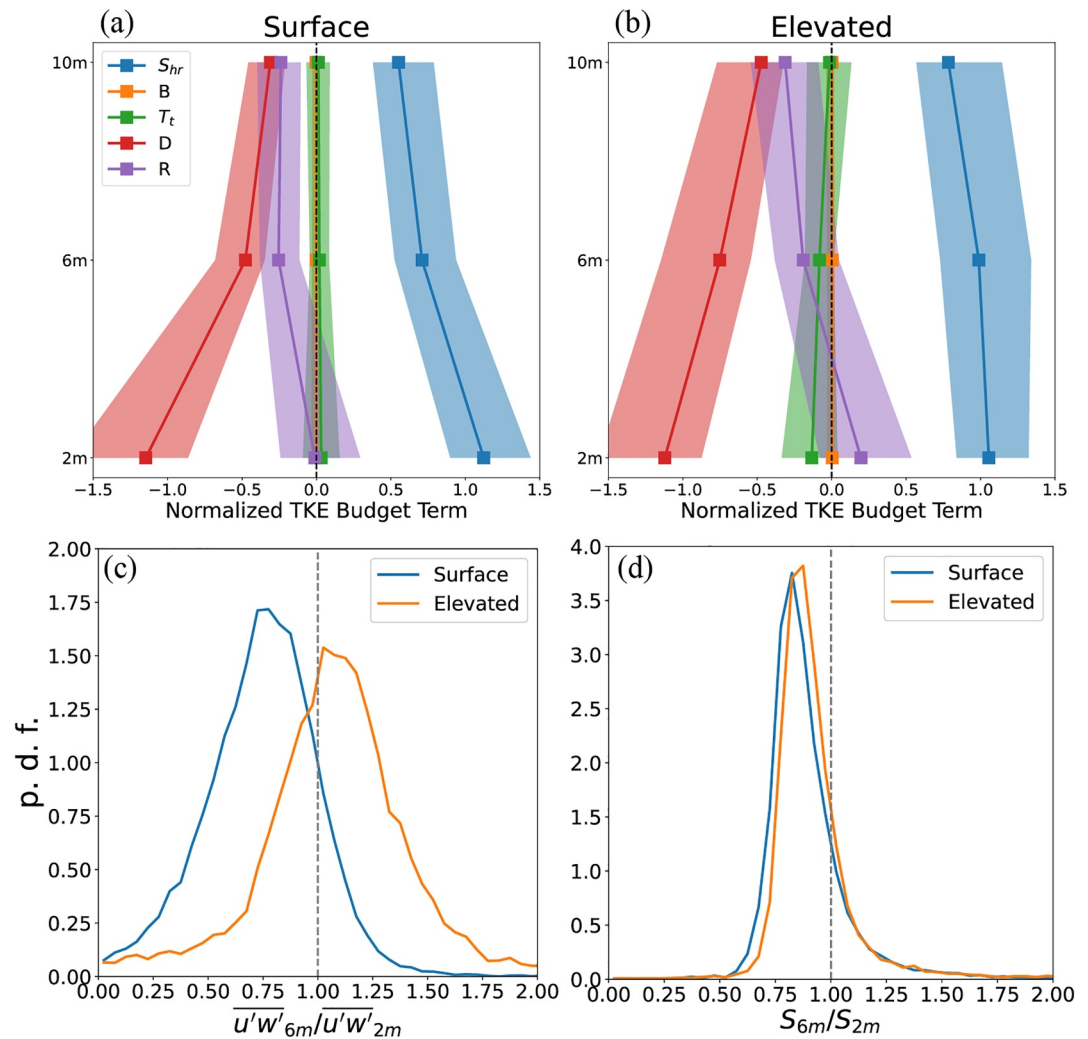 (a) Surface
(b) Elevated
10m
6m
2m
S_hr
B
T_t
D
R
−1.5 −1.0 −0.5 0.0 0.5 1.0 1.5
Normalized TKE Budget Term
10m
6m
2m
−1.5 −1.0 −0.5 0.0 0.5 1.0 1.5
Normalized TKE Budget Term
(c)
Surface
Elevated
2.00
1.75
1.50
1.25
1.00
0.75
0.50
0.25
0.00
p. d. f.
0.00 0.25 0.50 0.75 1.00 1.25 1.50 1.75 2.00
u'w'6m/u'w'2m
(d)
Surface
Elevated
4.0
3.5
3.0
2.5
2.0
1.5
1.0
0.5
0.0
0.00 0.25 0.50 0.75 1.00 1.25 1.50 1.75 2.00
S6m/S2m